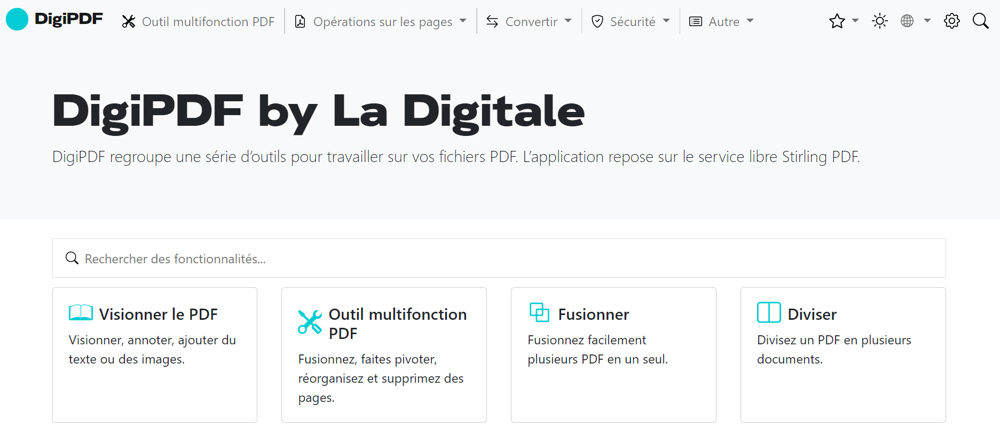 DigiPDF
Outil multifonction PDF
Opérations sur les pages
Convertir
Sécurité
Autre
DigiPDF by La Digitale
DigiPDF regroupe une série d’outils pour travailler sur vos fichiers PDF. L’application repose sur le service libre Stirling PDF.
Rechercher des fonctionnalités...
Visionner le PDF
Visionner, annoter, ajouter du
texte ou des images.
Outil multifonction
PDF
Fusionnez, faites pivoter,
réorganisez et supprimez des
pages.
Fusionner
Fusionnez facilement
plusieurs PDF en un seul.
Diviser
Divisez un PDF en plusieurs
documents.